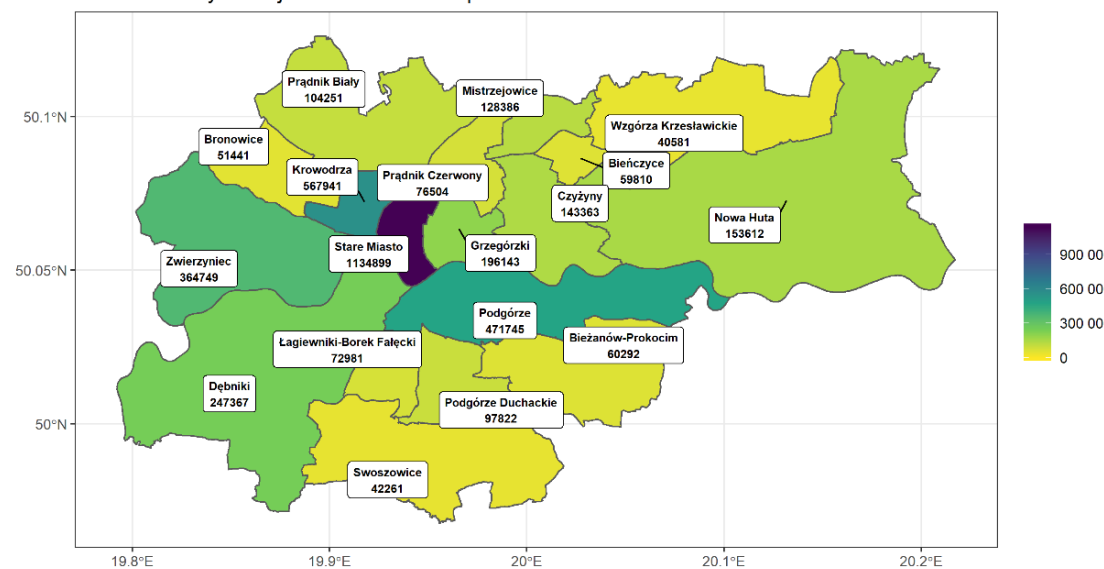 50.1°N
50.05°N
50°N
Prądnik Biały
104251
Mistrzejowice
128386
Wzgórza Krzesławickie
40581
Bronowice
51441
Krowodrza
567941
Prądnik Czerwony
76504
Bieńczyce
59810
Czyżyny
143363
Nowa Huta
153612
Stare Miasto
1134899
Grzegórzki
196143
Zwierzyniec
364749
Podgórze
471745
Bieżanów-Prokocim
60292
Łagiewniki-Borek Fałęcki
72981
Dębniki
247367
Podgórze Duchackie
97822
Swoszowice
42261
900 00
600 00
300 00
0
19.8°E
19.9°E
20°E
20.1°E
20.2°E